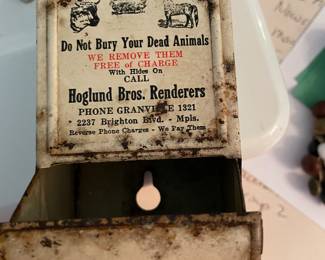 Do Not Bury Your Dead Animals
WE REMOVE THEM
FREE of CHARGE
With Hides On
CALL
Hoglund Bros. Renderers
PHONE GRANVILLE 1321
2237 Brighton Blvd. - Mpls.
Reverse Phone Charges - We Pay Them